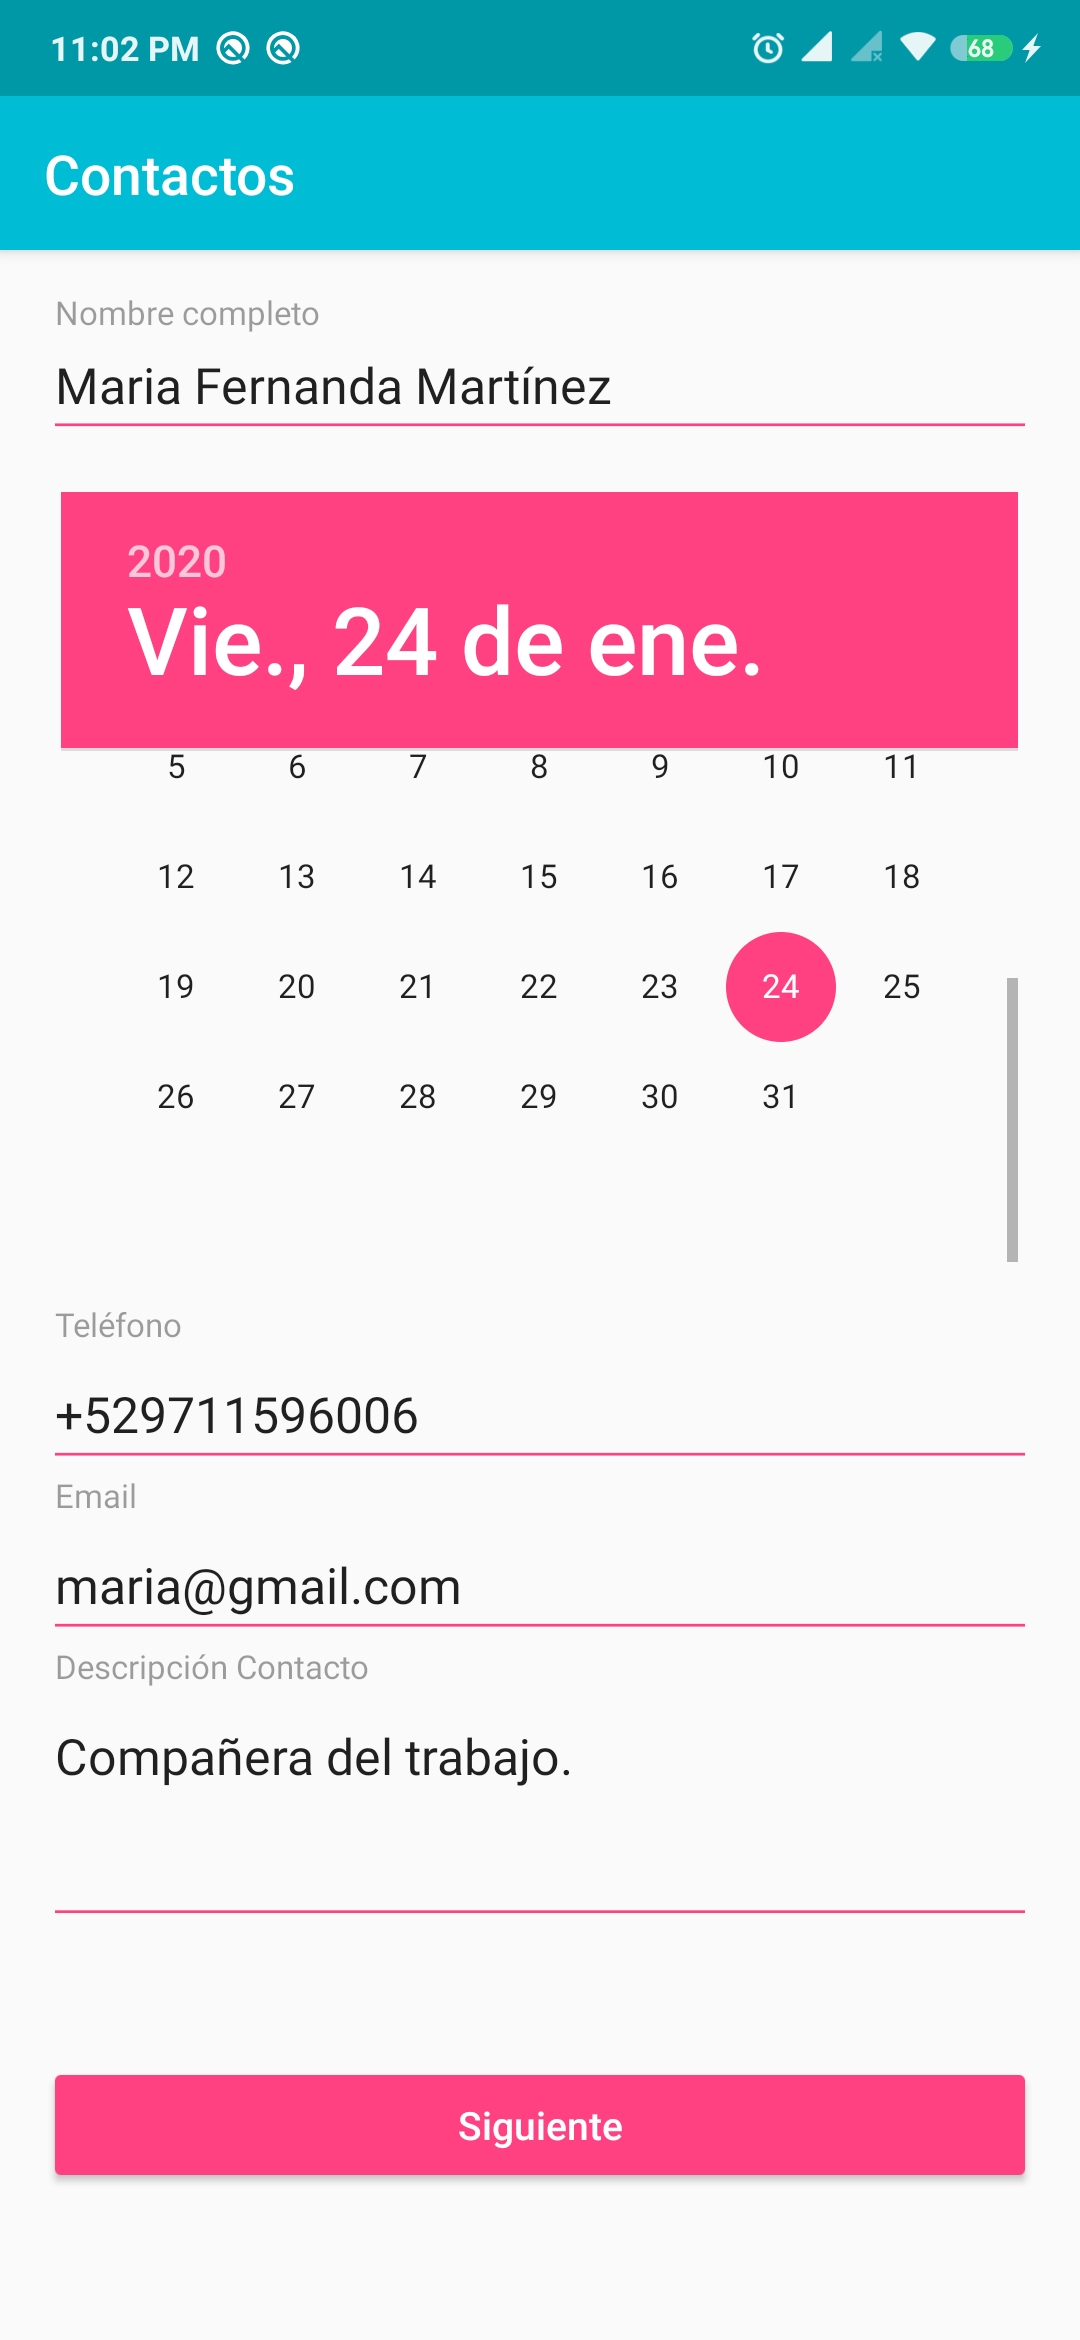 11:02 PM 68
Contactos
Nombre completo
Maria Fernanda Martínez
2020
Vie., 24 de ene.
5 6 7 8 9 10 11
12 13 14 15 16 17 18
19 20 21 22 23 24 25
26 27 28 29 30 31
Teléfono
+529711596006
Email
maria@gmail.com
Descripción Contacto
Compañera del trabajo.
Siguiente